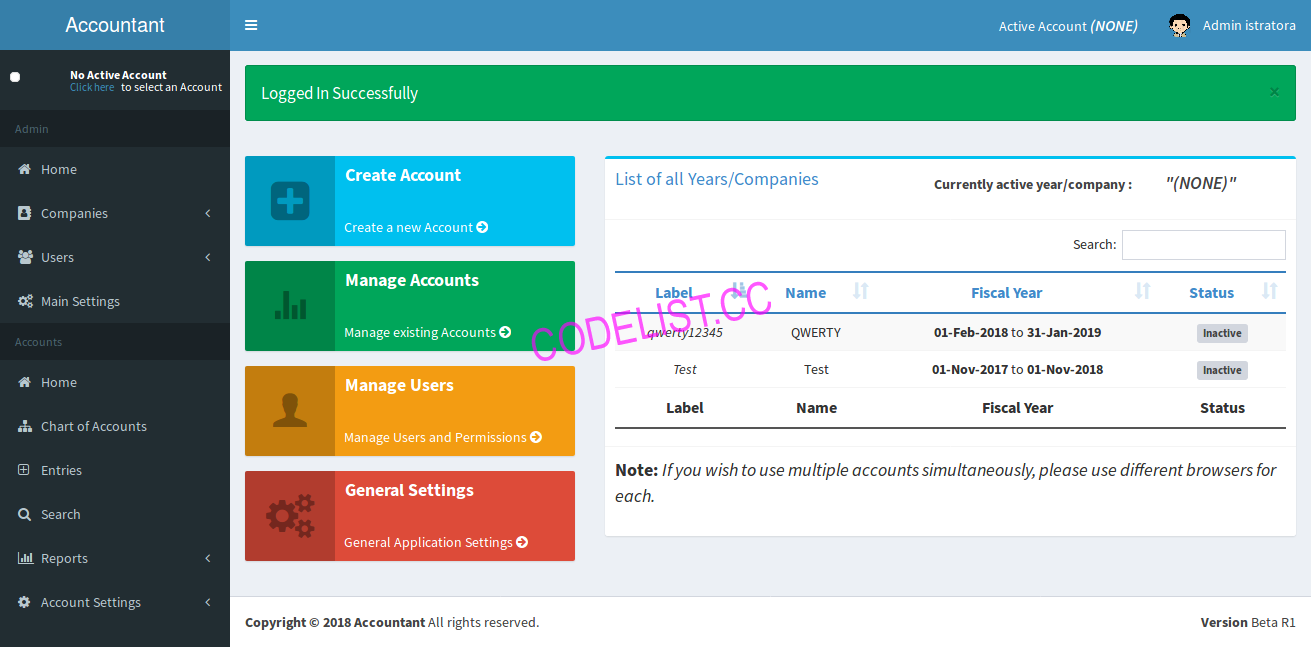 Accountant
Active Account (NONE)
Admin istratora
No Active Account
Click here to select an Account
Admin
Home
Companies
Users
Main Settings
Accounts
Home
Chart of Accounts
Entries
Search
Reports
Account Settings
Logged In Successfully
×
Create Account
Create a new Account
Manage Accounts
Manage existing Accounts
Manage Users
Manage Users and Permissions
General Settings
General Application Settings
List of all Years/Companies
Currently active year/company : "(NONE)"
Search:
Label Name Fiscal Year Status
qwerty12345 QWERTY 01-Feb-2018 to 31-Jan-2019 Inactive
Test Test 01-Nov-2017 to 01-Nov-2018 Inactive
Label Name Fiscal Year Status
Note: If you wish to use multiple accounts simultaneously, please use different browsers for
each.
CODELIST.CC
Copyright © 2018 Accountant All rights reserved.
Version Beta R1